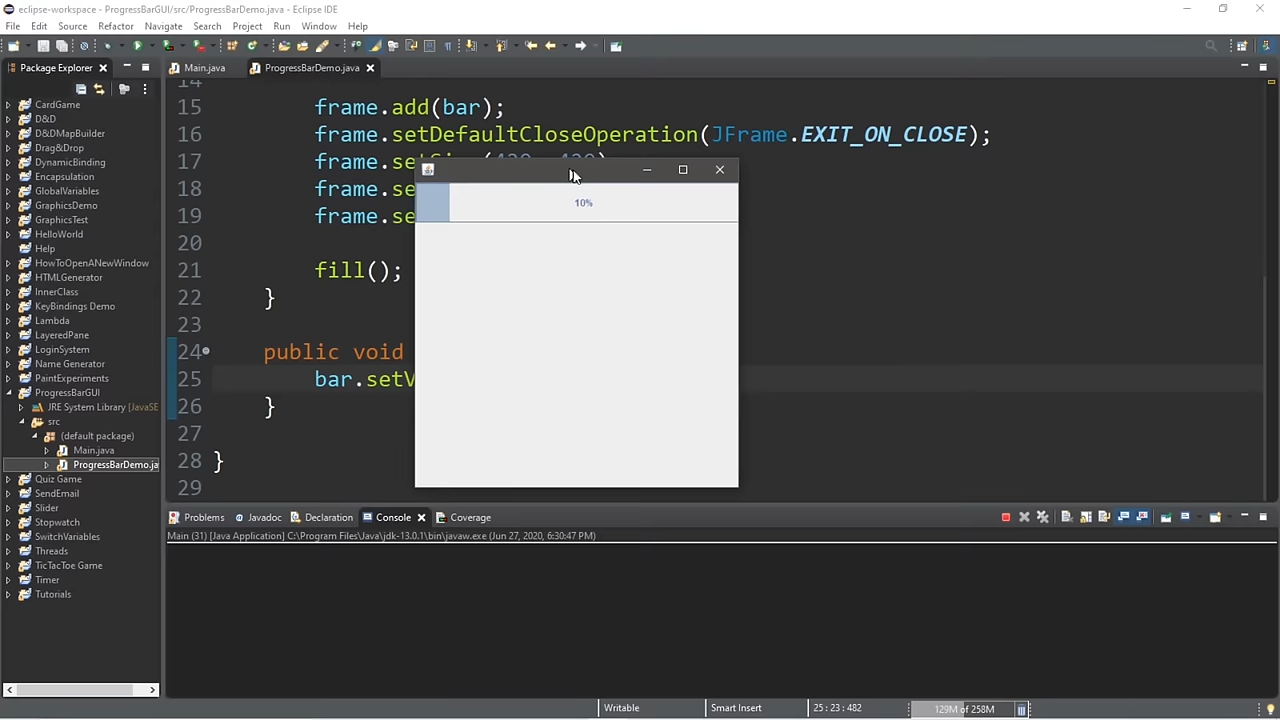 eclipse-workspace - ProgressBarGUI/src/ProgressBarDemo.java - Eclipse IDE
File Edit Source Refactor Navigate Search Project Run Window Help
Package Explorer
Main.java ProgressBarDemo.java
CardGame
D&D
D&DMapBuilder
Drag&Drop
DynamicBinding
Encapsulation
GlobalVariables
GraphicsDemo
GraphicsTest
HelloWorld
Help
HowToOpenANewWindow
HTMLGenerator
InnerClass
KeyBindings Demo
Lambda
LayeredPane
LoginSystem
Name Generator
PaintExperiments
ProgressBarGUI
JRE System Library [JavaSE
src
(default package)
Main.java
ProgressBarDemo.ja
Quiz Game
SendEmail
Slider
Stopwatch
SwitchVariables
Threads
TicTacToe Game
Timer
Tutorials
14
15 frame.add(bar);
16 frame.setDefaultCloseOperation(JFrame.EXIT_ON_CLOSE);
17 frame.se
18 frame.se
19 frame.se
20
21 fill();
22 }
23
24 public void
25 bar.setV
26 }
27
28 }
29
10%
Problems Javadoc Declaration Console Coverage
Main (31) [Java Application] C:\Program Files\Java\jdk-13.0.1\bin\javaw.exe (Jun 27, 2020, 6:30:47 PM)
Writable Smart Insert 25 : 23 : 482 129M of 258M